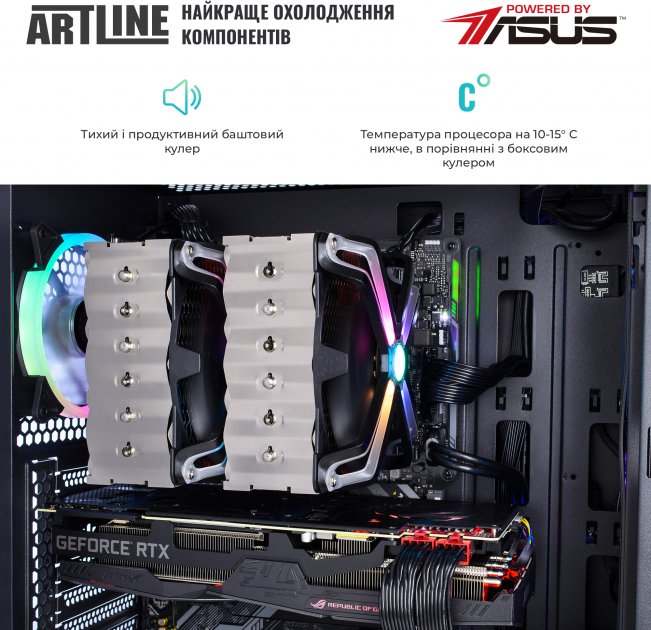 ARTLINE
НАЙКРАЩЕ ОХОЛОДЖЕННЯ
КОМПОНЕНТІВ
POWERED BY
ASUS
™
C°
Тихий і продуктивний баштовий
кулер
Температура процесора на 10-15° С
нижче, в порівнянні з боксовим
кулером
GEFORCE RTX
REPUBLIC OF G